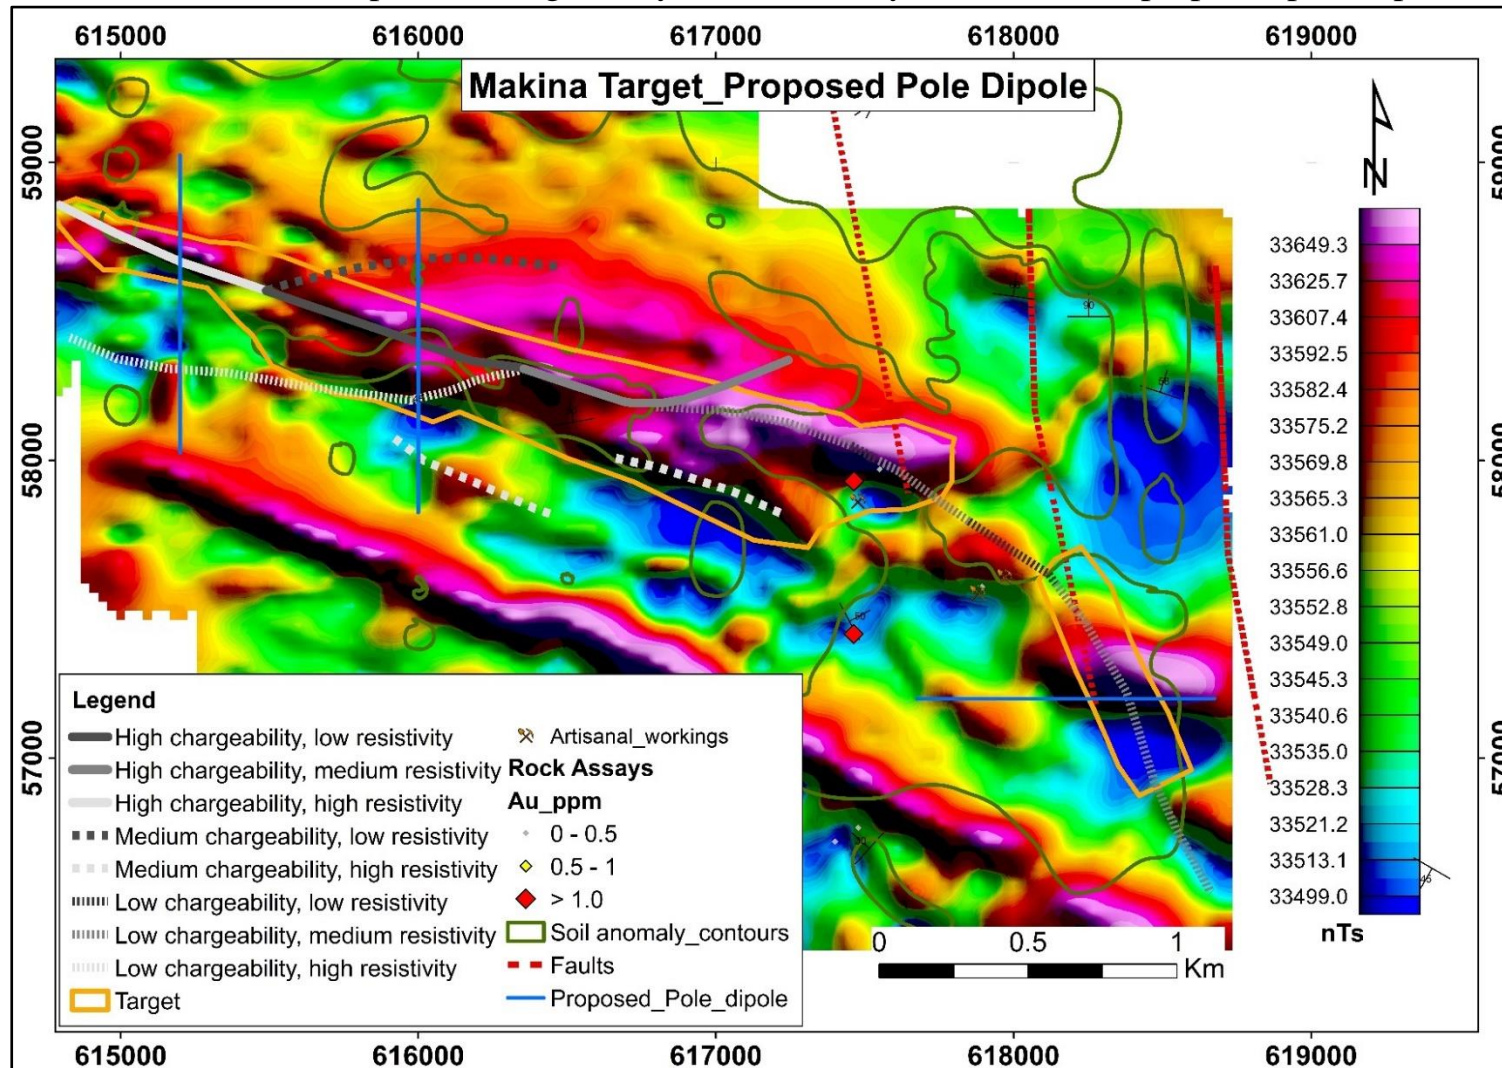 615000 616000 617000 618000 619000
Makina Target_Proposed Pole Dipole
N
59000 59000
58000 58000
57000 57000
33649.3
33625.7
33607.4
33592.5
33582.4
33575.2
33569.8
33565.3
33561.0
33556.6
33552.8
33549.0
33545.3
33540.6
33535.0
33528.3
33521.2
33513.1
33499.0
nTs
90
Legend
High chargeability, low resistivity
High chargeability, medium resistivity
High chargeability, high resistivity
Medium chargeability, low resistivity
Medium chargeability, high resistivity
Low chargeability, low resistivity
Low chargeability, medium resistivity
Low chargeability, high resistivity
Target
Artisanal_workings
Rock Assays
Au_ppm
0 - 0.5
0.5 - 1
> 1.0
Soil anomaly_contours
Faults
Proposed_Pole_dipole
0 0.5 1
Km
615000 616000 617000 618000 619000